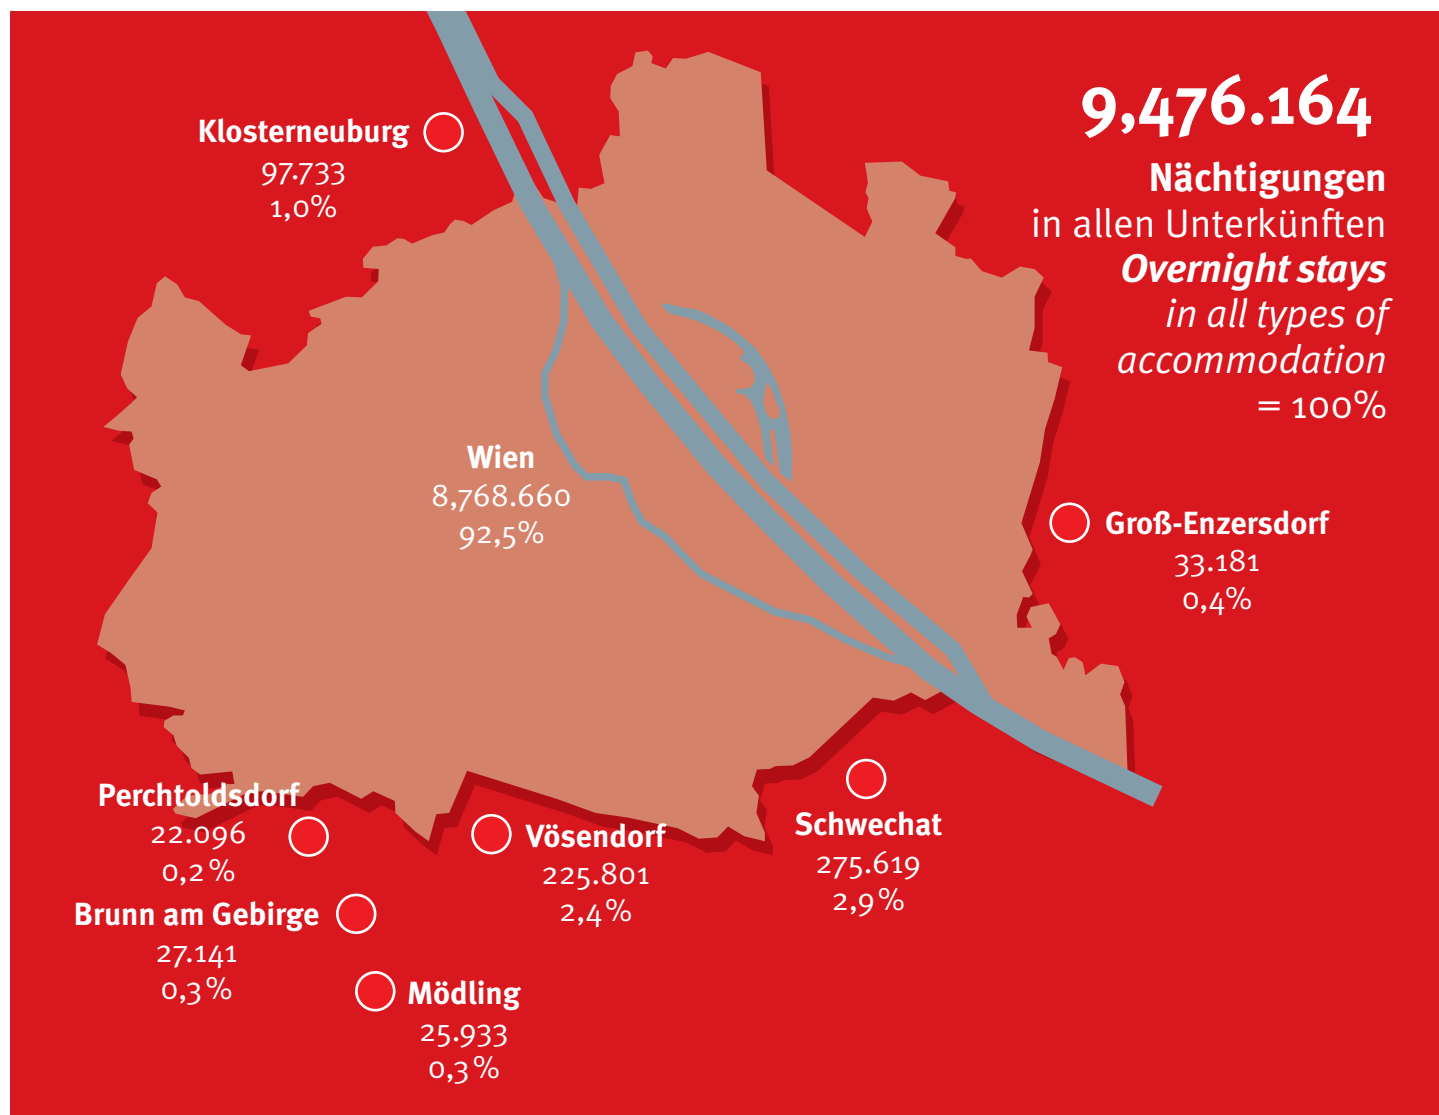 9,476.164
Nächtigungen
in allen Unterkünften
Overnight stays
in all types of
accommodation
= 100%
Klosterneuburg
97.733
1,0%
Wien
8,768.660
92,5%
Groß-Enzersdorf
33.181
0,4%
Perchtoldsdorf
22.096
0,2%
Vösendorf
225.801
2,4%
Schwechat
275.619
2,9%
Brunn am Gebirge
27.141
0,3%
Mödling
25.933
0,3%